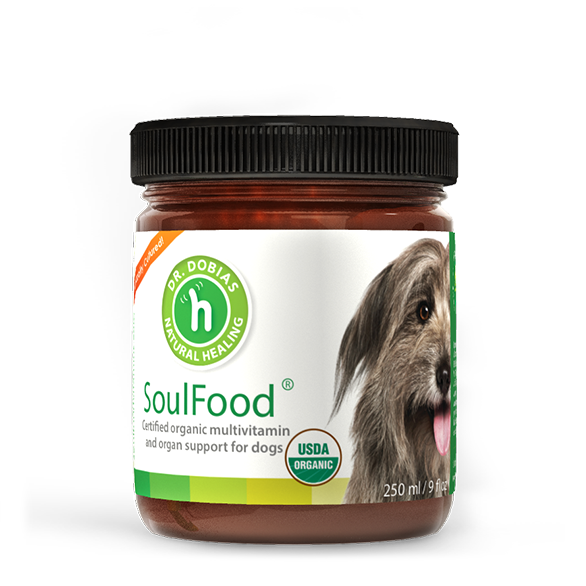 Cultured!
DR. DOBIAS
h
NATURAL HEALING
SoulFood®
Certified organic multivitamin
and organ support for dogs
USDA
ORGANIC
250 ml / 9 fl oz